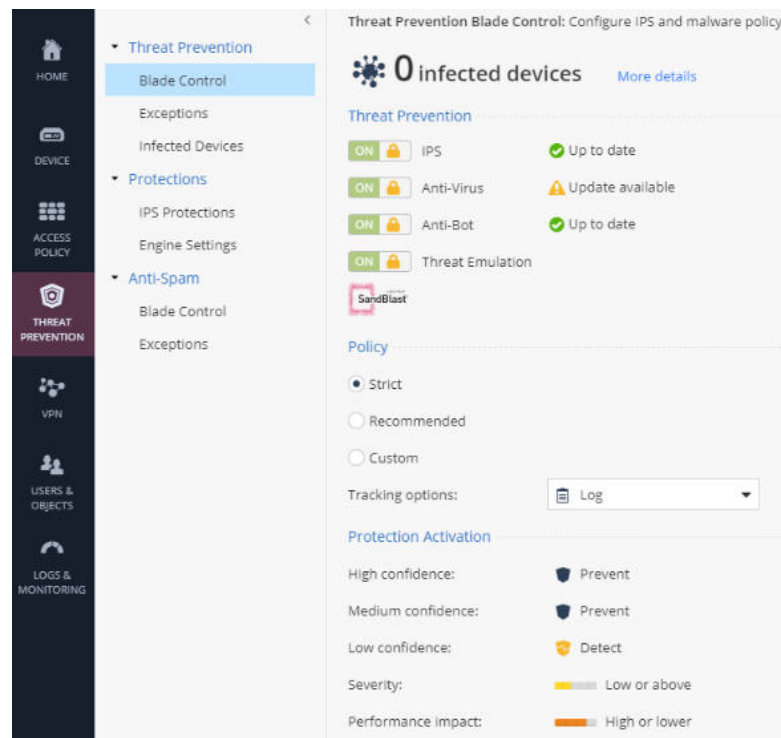 HOME
DEVICE
ACCESS
POLICY
THREAT
PREVENTION
VPN
USERS &
OBJECTS
LOGS &
MONITORING
Threat Prevention
Blade Control
Exceptions
Infected Devices
Protections
IPS Protections
Engine Settings
Anti-Spam
Blade Control
Exceptions
Threat Prevention Blade Control: Configure IPS and malware policy
0 infected devices More details
Threat Prevention
ON IPS Up to date
ON Anti-Virus Update available
ON Anti-Bot Up to date
ON Threat Emulation
SandBlast
Policy
Strict
Recommended
Custom
Tracking options: Log
Protection Activation
High confidence: Prevent
Medium confidence: Prevent
Low confidence: Detect
Severity: Low or above
Performance impact: High or lower